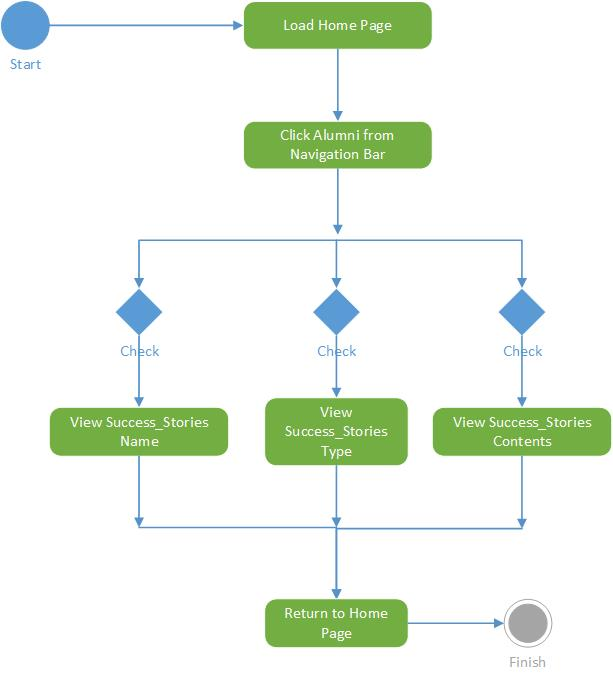 Load Home Page
Start
Click Alumni from
Navigation Bar
Check
Check
Check
View Success_Stories
Name
View
Success_Stories
Type
View Success_Stories
Contents
Return to Home
Page
Finish